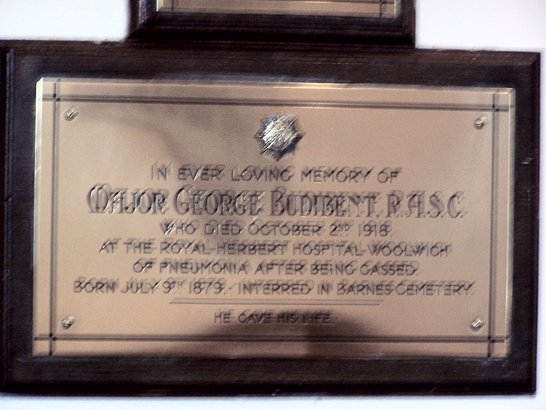 IN EVER LOVING MEMORY OF
MAJOR GEORGE BUDIBENT, R.A.S.C.
WHO DIED OCTOBER 2ND 1918
AT THE ROYAL HERBERT HOSPITAL WOOLWICH
OF PNEUMONIA AFTER BEING GASSED
BORN JULY 9TH 1879. INTERRED IN BARNES CEMETERY.
HE GAVE HIS LIFE.